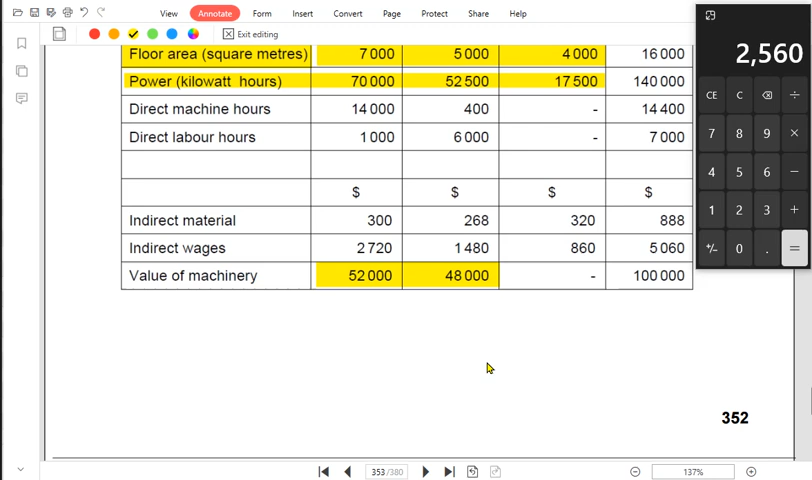 View Annotate Form Insert Convert Page Protect Search Help
Exit editing
2,560
CE C ÷
7 8 9 ×
4 5 6 −
1 2 3 +
+/− 0 . =
Floor area (square metres) 7 000 5 000 4 000 16 000
Power (kilowatt hours) 70 000 52 500 17 500 140 000
Direct machine hours 14 000 400 - 14 400
Direct labour hours 1 000 6 000 - 7 000
$ $ $ $
Indirect material 300 268 320 888
Indirect wages 2 720 1 480 860 5 060
Value of machinery 52 000 48 000 - 100 000
352
353 /380
137%